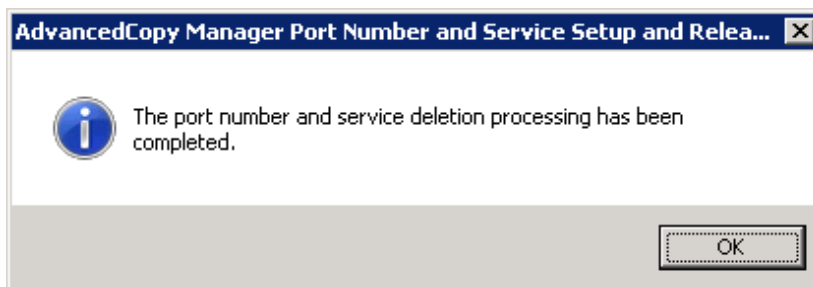 AdvancedCopy Manager Port Number and Service Setup and Relea...
The port number and service deletion processing has been
completed.
OK